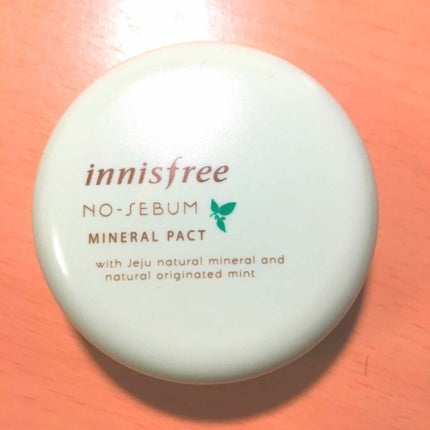 innisfree
NO-SEBUM
MINERAL PACT
with Jeju natural mineral and
natural originated mint